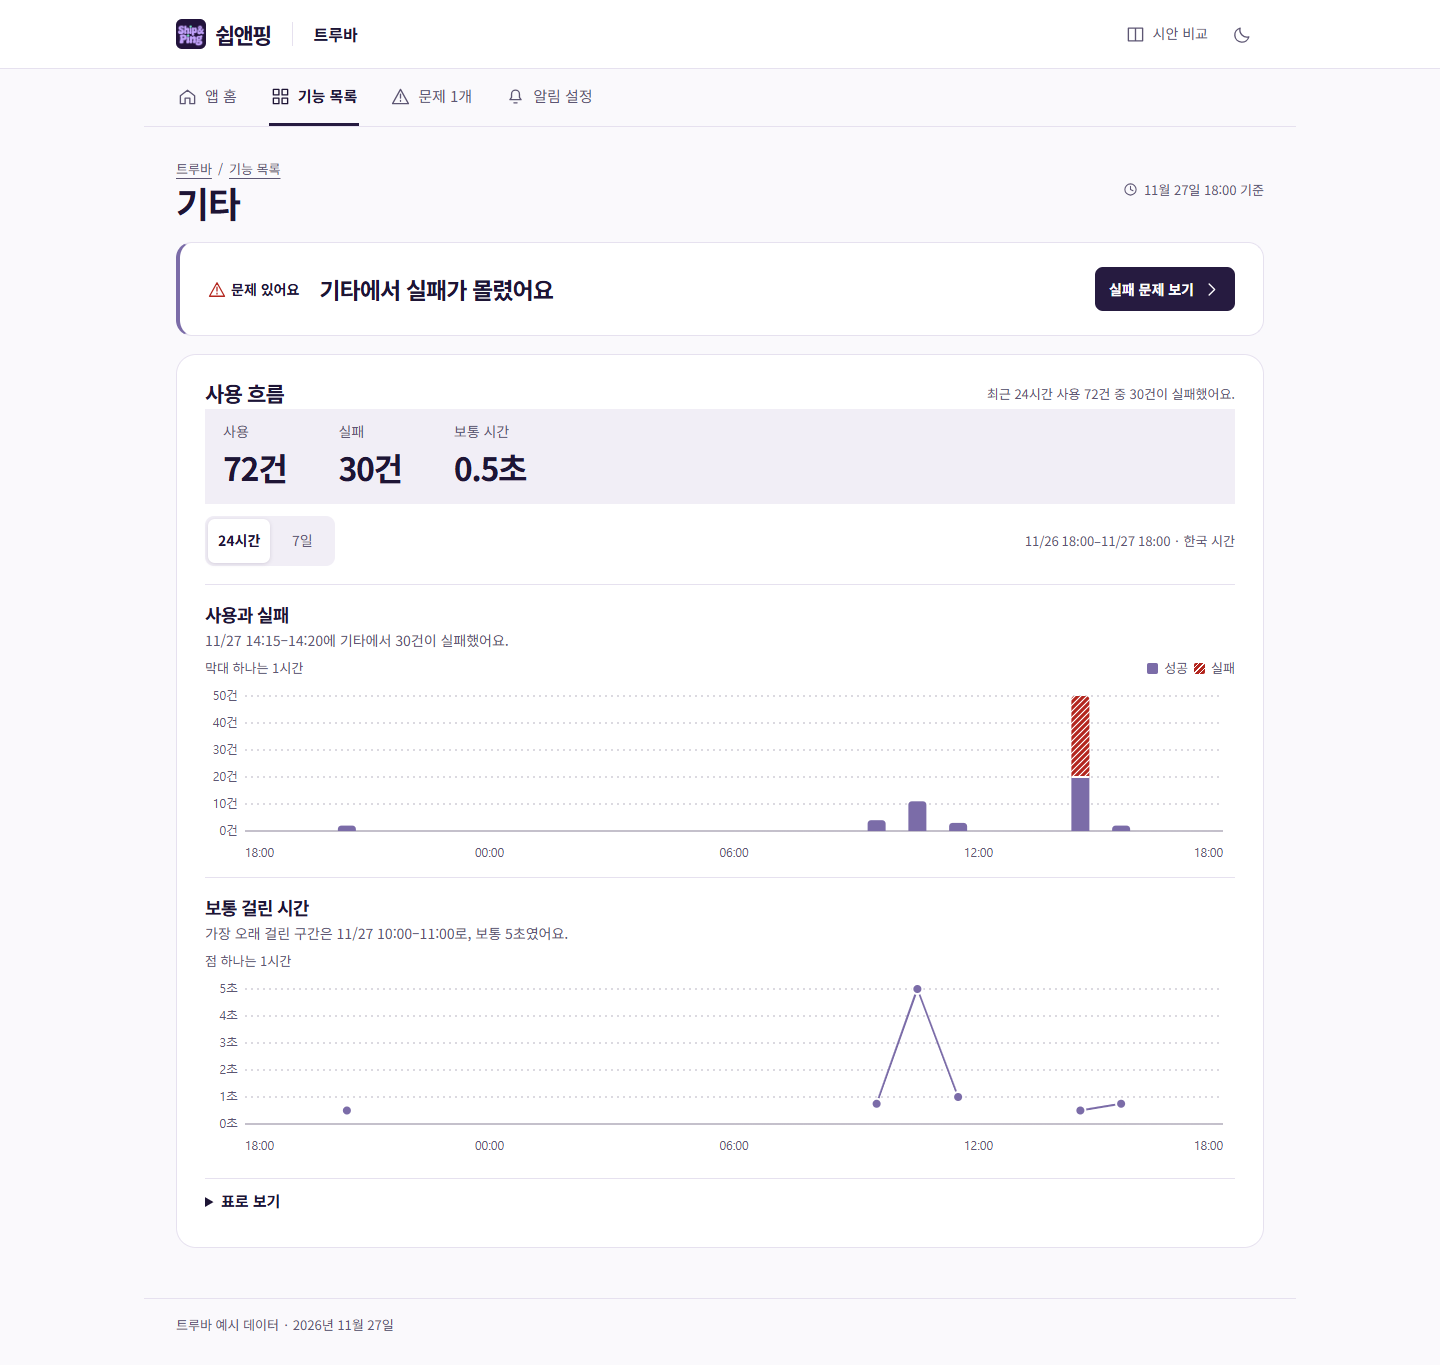 Ship&
Ping
쉽앤핑
트루바
시안 비교
앱 홈
기능 목록
문제 1개
알림 설정
트루바 / 기능 목록
기타
11월 27일 18:00 기준
문제 있어요
기타에서 실패가 몰렸어요
실패 문제 보기
사용 흐름
최근 24시간 사용 72건 중 30건이 실패했어요.
사용
실패
보통 시간
72건
30건
0.5초
24시간
7일
11/26 18:00–11/27 18:00 · 한국 시간
사용과 실패
11/27 14:15–14:20에 기타에서 30건이 실패했어요.
막대 하나는 1시간
성공
실패
50건
40건
30건
20건
10건
0건
18:00
00:00
06:00
12:00
18:00
보통 걸린 시간
가장 오래 걸린 구간은 11/27 10:00–11:00로, 보통 5초였어요.
점 하나는 1시간
5초
4초
3초
2초
1초
0초
18:00
00:00
06:00
12:00
18:00
표로 보기
트루바 예시 데이터 · 2026년 11월 27일